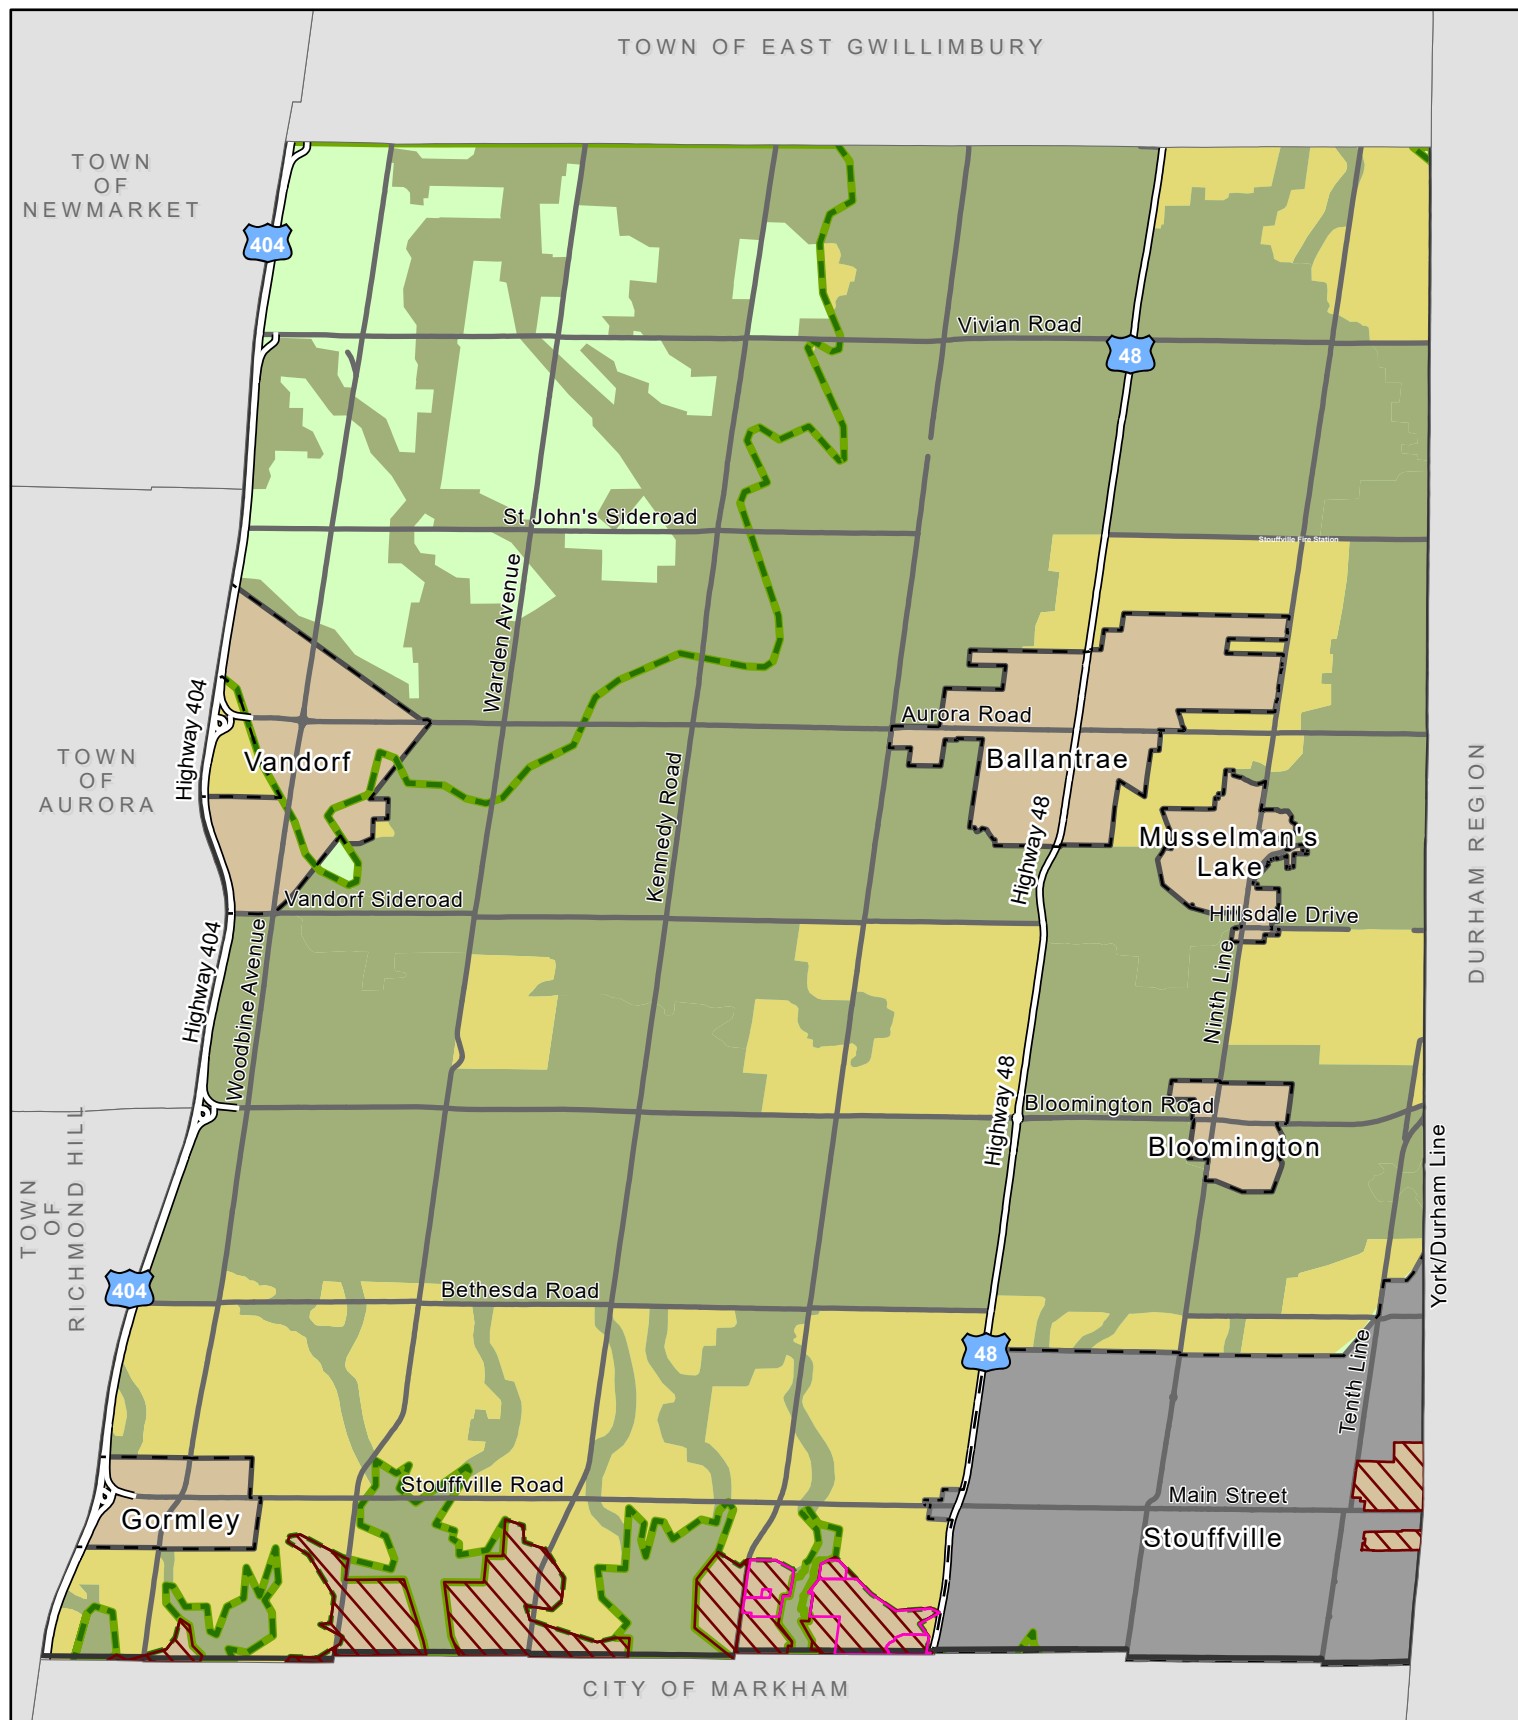 TOWN OF EAST GWILLIMBURY
TOWN
OF
NEWMARKET
404
Vivian Road
48
St John's Sideroad
Stouffville Fire Station
Warden Avenue
Highway 404
Aurora Road
Vandorf
Ballantrae
TOWN
OF
AURORA
DURHAM REGION
Kennedy Road
Highway 48
Musselman's
Lake
Vandorf Sideroad
Hillsdale Drive
Highway 404
Woodbine Avenue
Ninth Line
Highway 48
Bloomington Road
Bloomington
TOWN
OF
RICHMOND HILL
York/Durham Line
404
Bethesda Road
48
Tenth Line
Stouffville Road
Main Street
Gormley
Stouffville
CITY OF MARKHAM